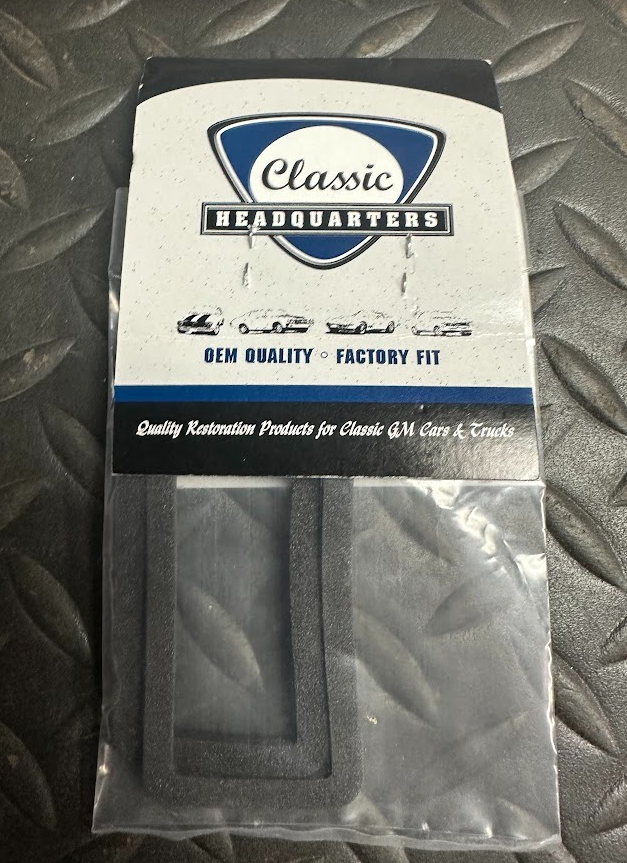 Classic
HEADQUARTERS
OEM QUALITY ◦ FACTORY FIT
Quality Restoration Products for Classic GM Cars & Trucks